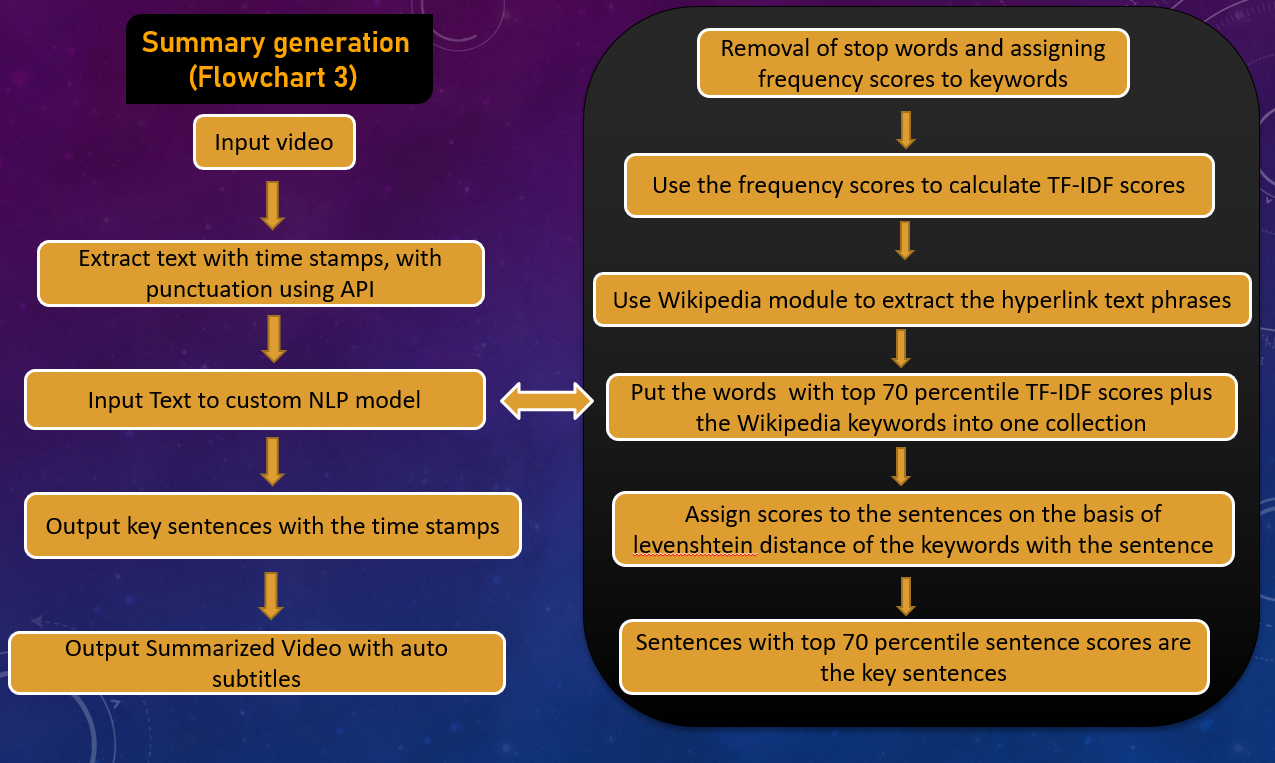 Summary generation
(Flowchart 3)
Input video
Extract text with time stamps, with
punctuation using API
Input Text to custom NLP model
Output key sentences with the time stamps
Output Summarized Video with auto
subtitles
Removal of stop words and assigning
frequency scores to keywords
Use the frequency scores to calculate TF-IDF scores
Use Wikipedia module to extract the hyperlink text phrases
Put the words  with top 70 percentile TF-IDF scores plus
the Wikipedia keywords into one collection
Assign scores to the sentences on the basis of
levenshtein distance of the keywords with the sentence
Sentences with top 70 percentile sentence scores are
the key sentences